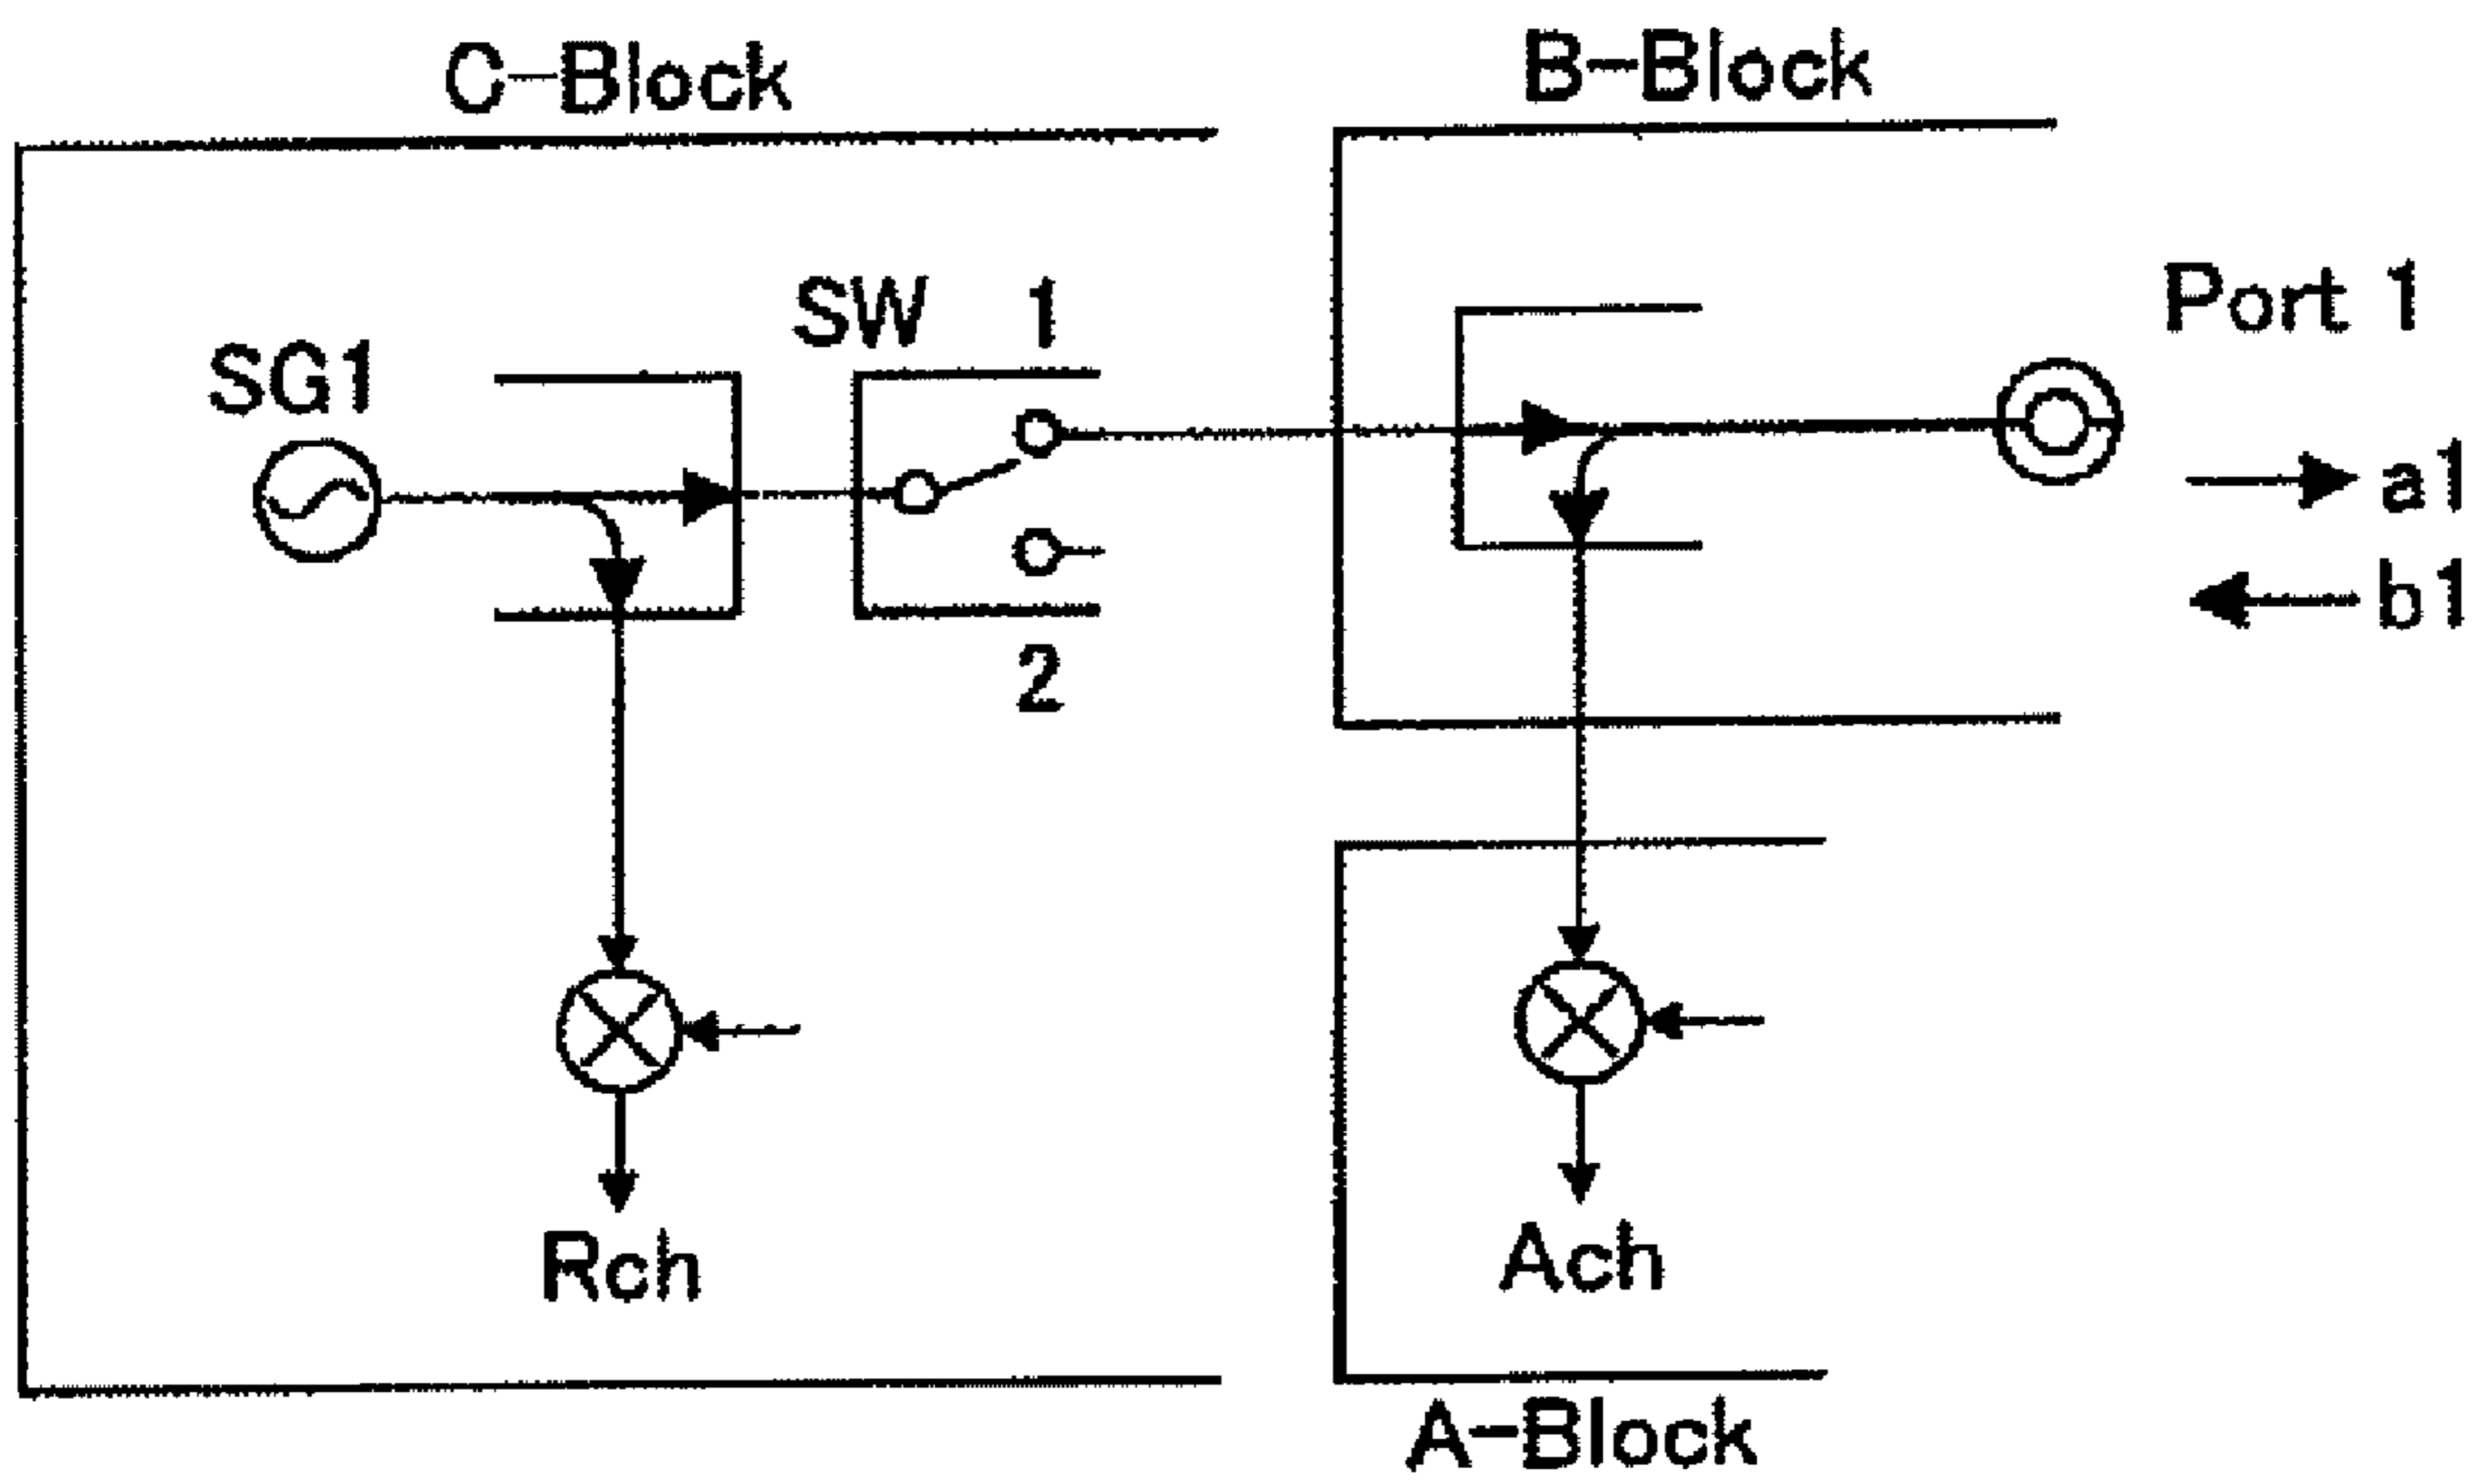 C-Block
B-Block
SG1
SW 1
2
Port 1
a1
b1
Rch
Ach
A-Block